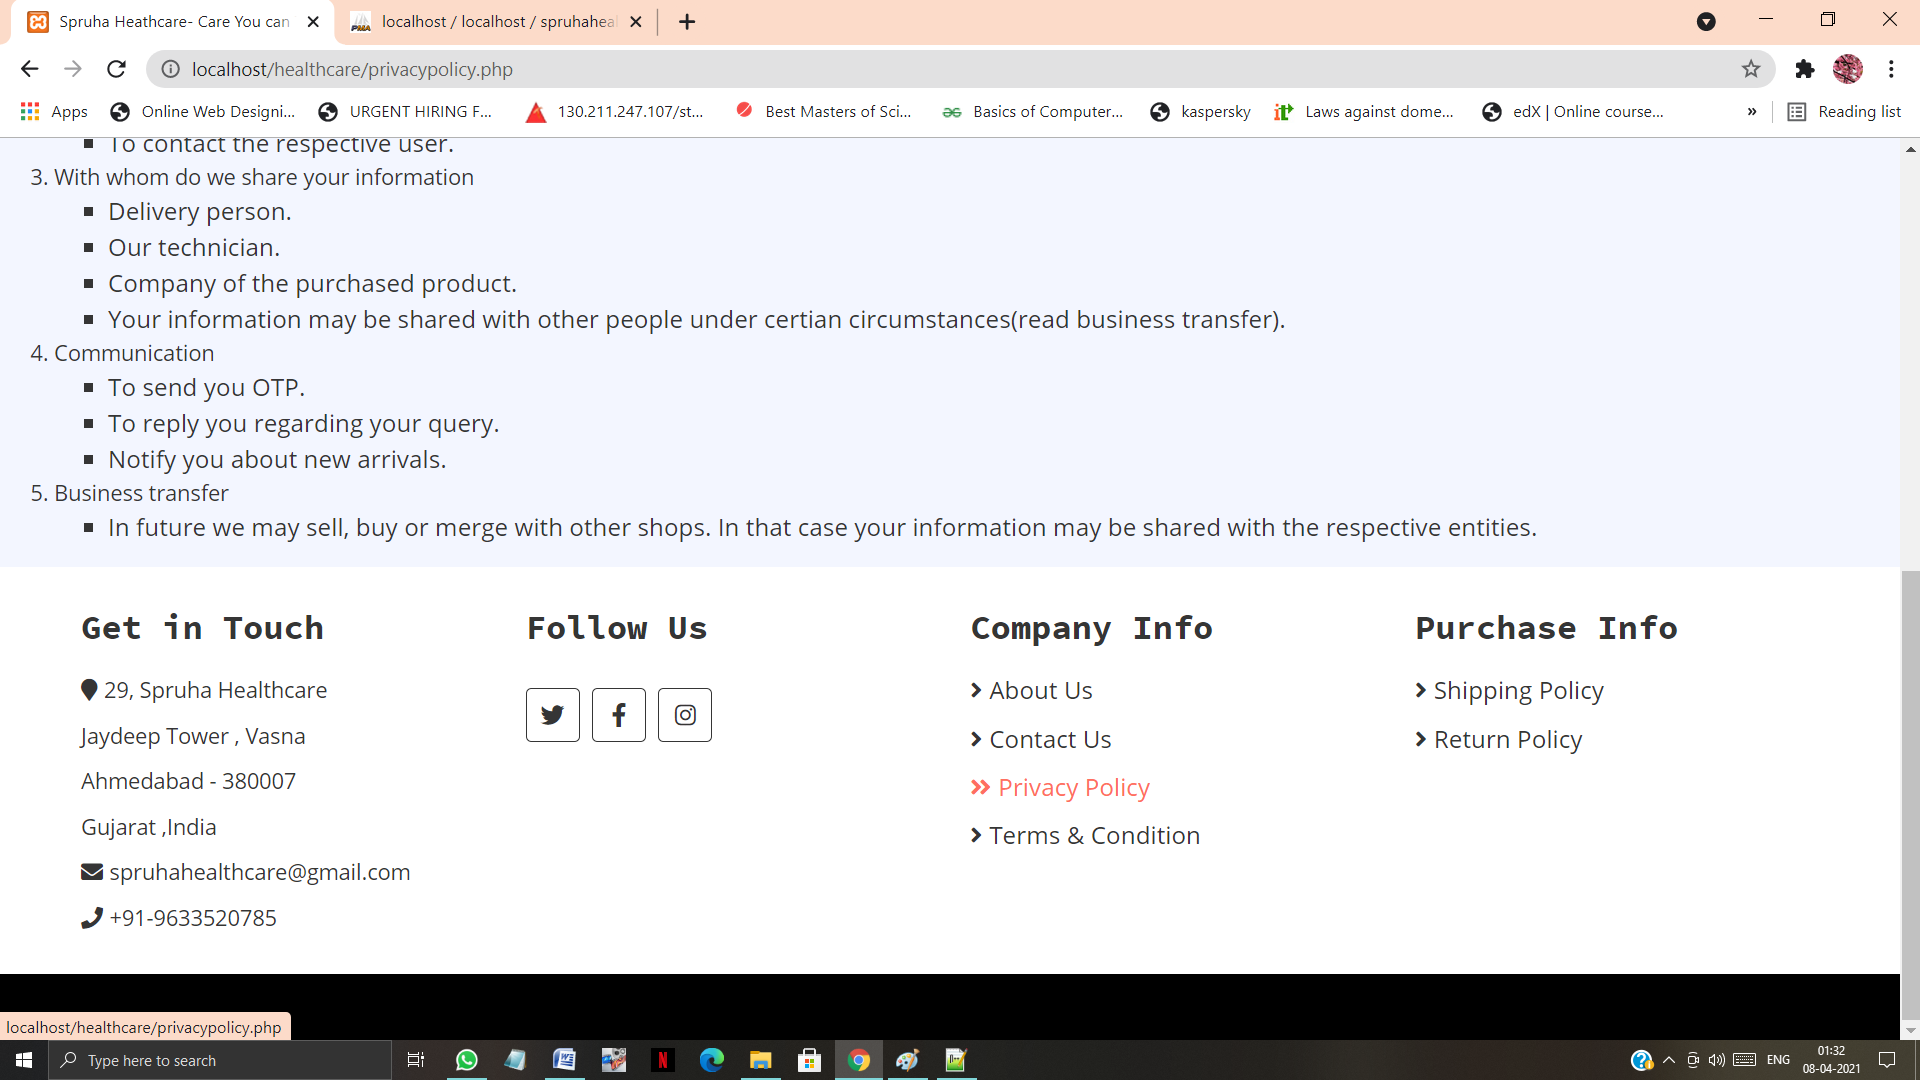 Spruha Heathcare- Care You can
localhost / localhost / spruhaheal
localhost/healthcare/privacypolicy.php
Apps
Online Web Designi...
URGENT HIRING F...
130.211.247.107/st...
Best Masters of Sci...
Basics of Computer...
kaspersky
Laws against dome...
edX | Online course...
»
Reading list
To contact the respective user.
3. With whom do we share your information
Delivery person.
Our technician.
Company of the purchased product.
Your information may be shared with other people under certian circumstances(read business transfer).
4. Communication
To send you OTP.
To reply you regarding your query.
Notify you about new arrivals.
5. Business transfer
In future we may sell, buy or merge with other shops. In that case your information may be shared with the respective entities.
Get in Touch
29, Spruha Healthcare
Jaydeep Tower , Vasna
Ahmedabad - 380007
Gujarat ,India
spruhahealthcare@gmail.com
+91-9633520785
Follow Us
Company Info
About Us
Contact Us
Privacy Policy
Terms & Condition
Purchase Info
Shipping Policy
Return Policy
localhost/healthcare/privacypolicy.php
Type here to search
ENG
01:32
08-04-2021